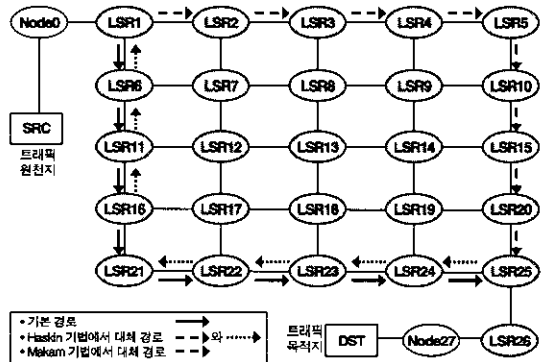 Node0 LSR1 LSR2 LSR3 LSR4 LSR5
LSR6 LSR7 LSR8 LSR9 LSR10
SRC
트래픽
원천지
LSR11 LSR12 LSR13 LSR14 LSR15
LSR16 LSR17 LSR18 LSR19 LSR20
LSR21 LSR22 LSR23 LSR24 LSR25
• 기본 경로
• Haskin 기법에서 대체 경로 와
• Makam 기법에서 대체 경로
트래픽
목적지
DST Node27 LSR26